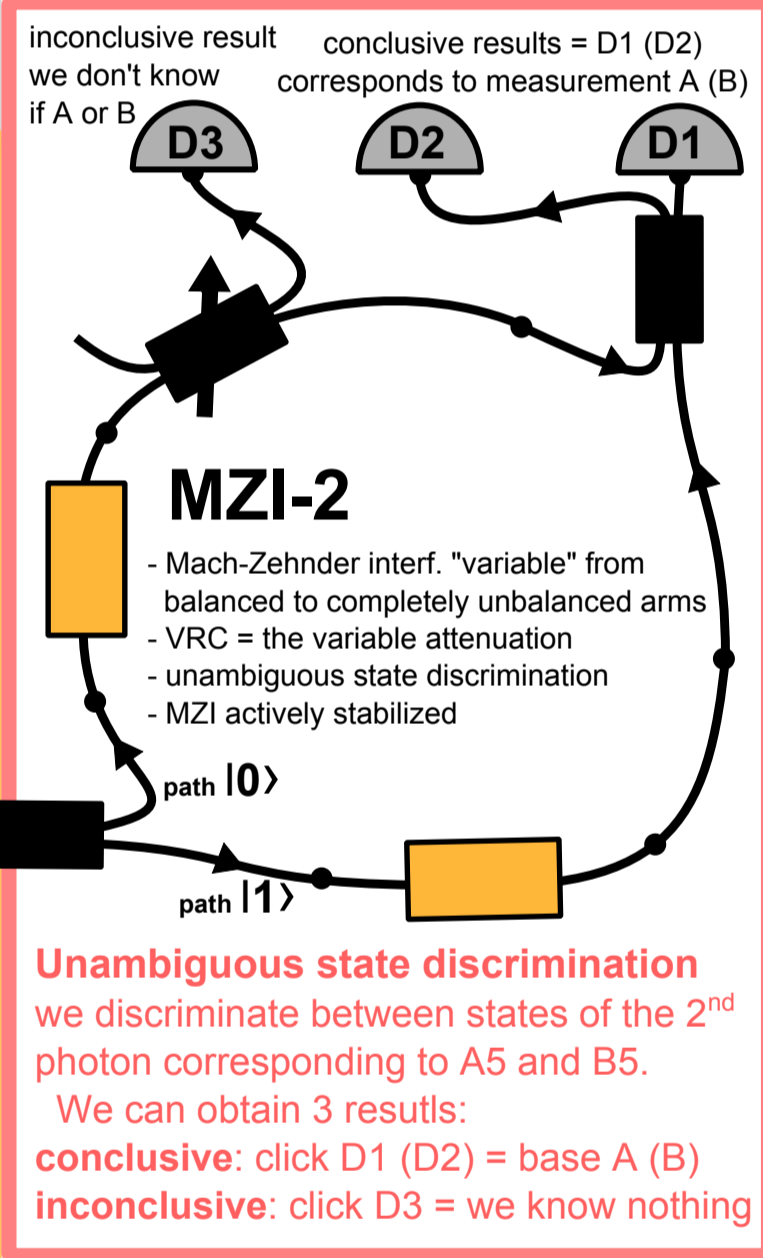 inconclusive result
we don't know
if A or B
conclusive results = D1 (D2)
corresponds to measurement A (B)
D3
D2
D1
MZI-2
- Mach-Zehnder interf. "variable" from
balanced to completely unbalanced arms
- VRC = the variable attenuation
- unambiguous state discrimination
- MZI actively stabilized
path |0⟩
path |1⟩
Unambiguous state discrimination
we discriminate between states of the 2nd
photon corresponding to A5 and B5.
We can obtain 3 resutls:
conclusive: click D1 (D2) = base A (B)
inconclusive: click D3 = we know nothing